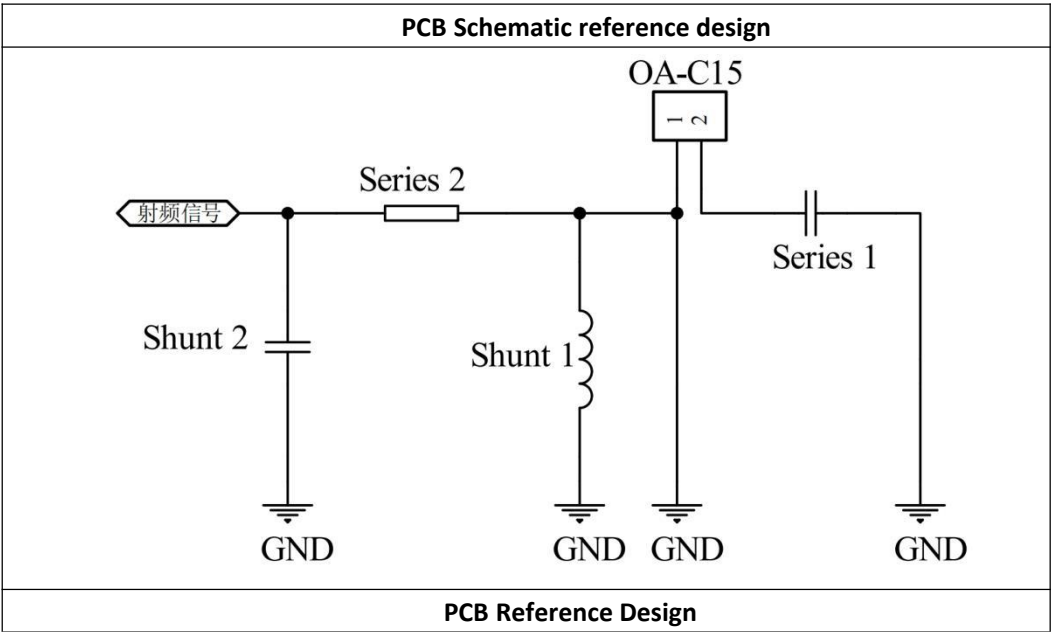 PCB Schematic reference design
OA-C15
1 2
Series 2
射频信号
Series 1
Shunt 2
Shunt 1
GND
GND
GND
GND
PCB Reference Design